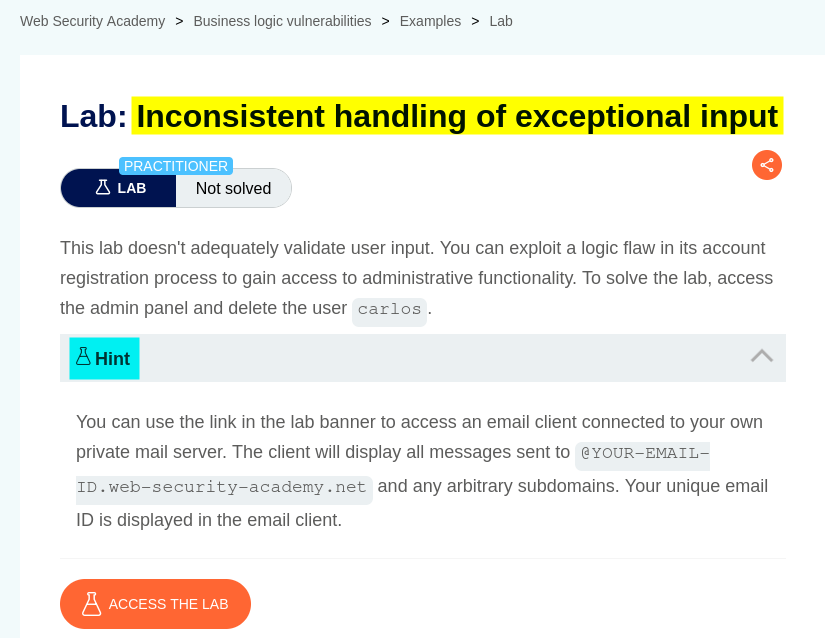 Web Security Academy > Business logic vulnerabilities > Examples > Lab
Lab: Inconsistent handling of exceptional input
PRACTITIONER
LAB Not solved
This lab doesn't adequately validate user input. You can exploit a logic flaw in its account
registration process to gain access to administrative functionality. To solve the lab, access
the admin panel and delete the user carlos.
Hint
You can use the link in the lab banner to access an email client connected to your own
private mail server. The client will display all messages sent to @YOUR-EMAIL-
ID.web-security-academy.net and any arbitrary subdomains. Your unique email
ID is displayed in the email client.
ACCESS THE LAB